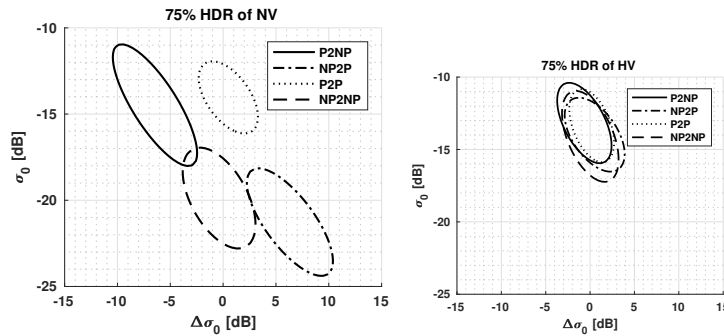 75% HDR of NV
-10
-15
-20
-25
σ0 [dB]
-15 -10 -5 0 5 10 15
Δσ0 [dB]
P2NP
NP2P
P2P
NP2NP
75% HDR of HV
-10
-15
-20
-25
σ0 [dB]
-15 -10 -5 0 5 10 15
Δσ0 [dB]
P2NP
NP2P
P2P
NP2NP